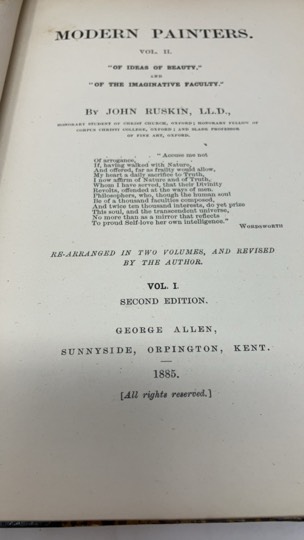 MODERN PAINTERS.
VOL. II.
"OF IDEAS OF BEAUTY,"
AND
"OF THE IMAGINATIVE FACULTY."
BY JOHN RUSKIN, LL.D.,
HONORARY STUDENT OF CHRIST CHURCH, OXFORD; HONORARY FELLOW OF
CORPUS CHRISTI COLLEGE, OXFORD; AND SLADE PROFESSOR
OF FINE ART, OXFORD.
"Accuse me not
Of arrogance,
If, having walked with Nature,
And offered, far as frailty would allow,
My heart a daily sacrifice to Truth,
I now affirm of Nature and of Truth,
Whom I have served, that their Divinity
Revolts, offended at the ways of men,
Philosophers, who, though the human soul
Be of a thousand faculties composed,
And twice ten thousand interests, do yet prize
This soul, and the transcendent universe,
No more than as a mirror that reflects
To proud Self-love her own intelligence."
WORDSWORTH
RE-ARRANGED IN TWO VOLUMES, AND REVISED
BY THE AUTHOR.
VOL. I.
SECOND EDITION.
GEORGE ALLEN,
SUNNYSIDE, ORPINGTON, KENT.
1885.
[All rights reserved.]